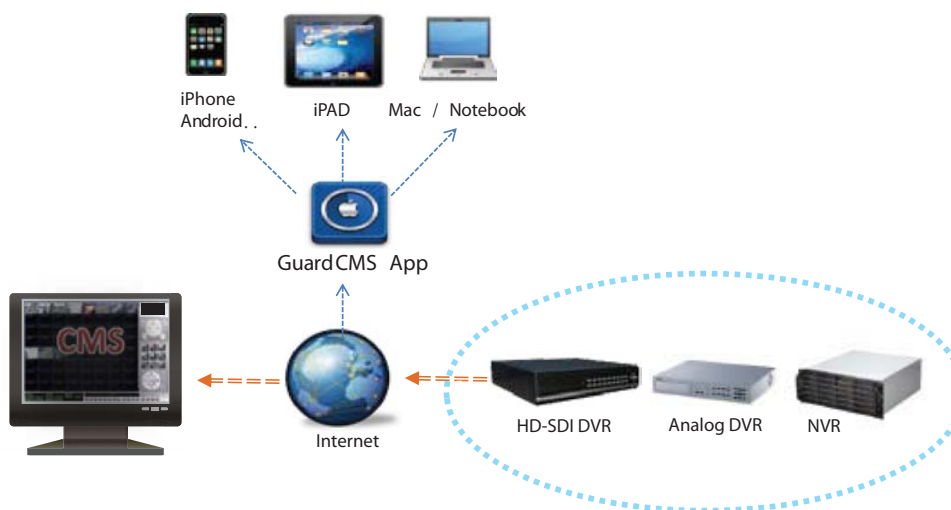 iPhone
Android..
iPAD
Mac / Notebook
GuardCMS App
CMS
Internet
HD-SDI DVR
Analog DVR
NVR